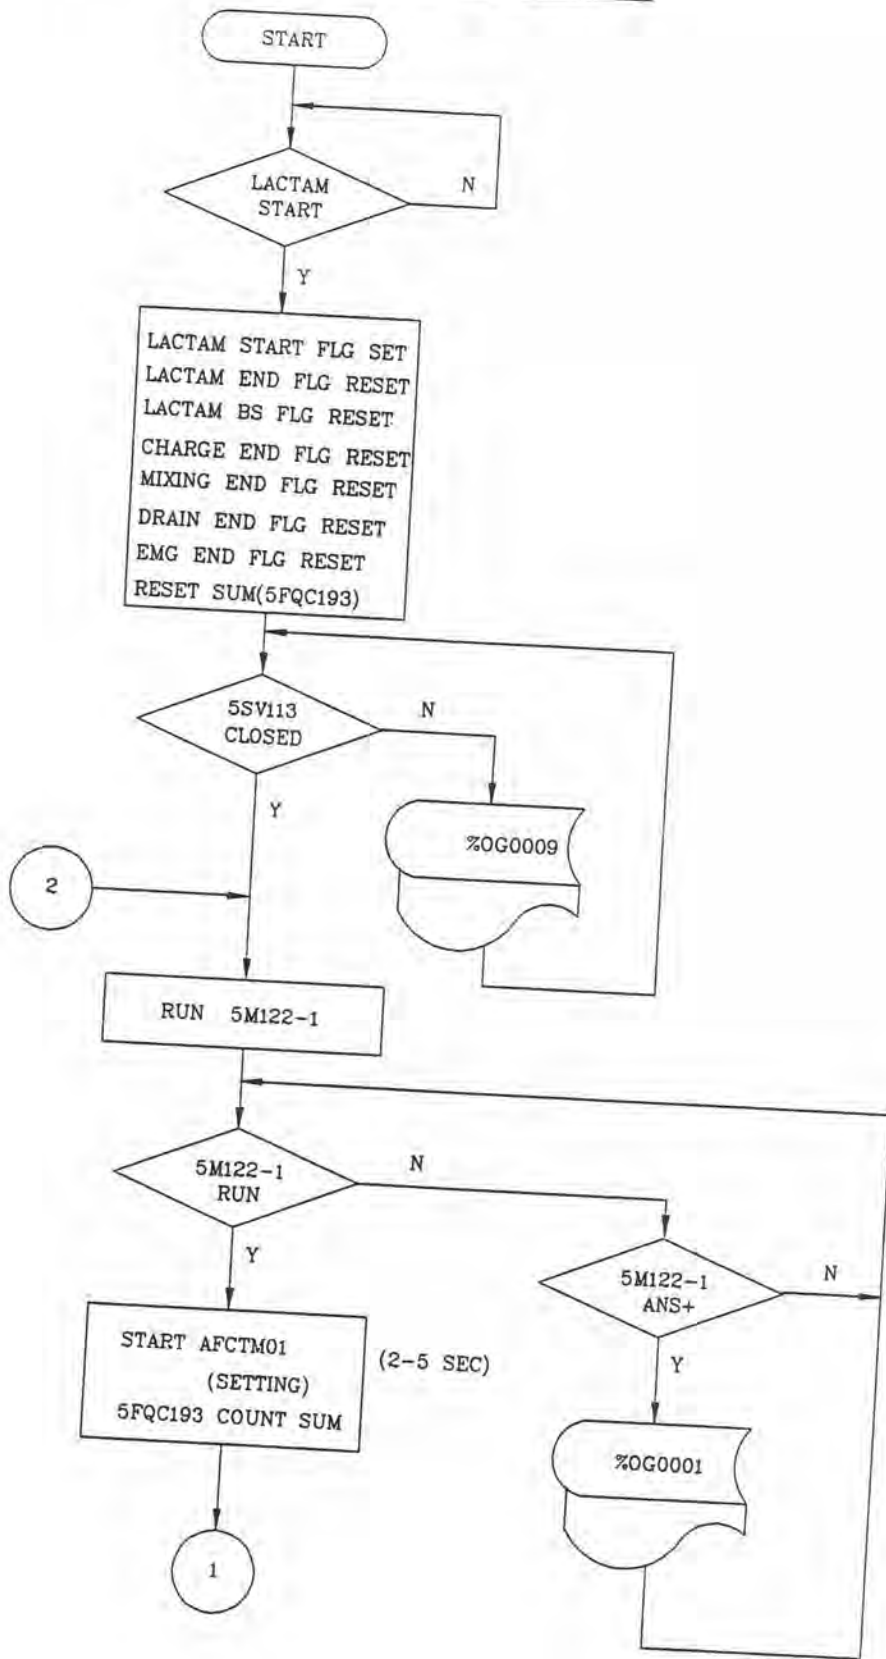 START
LACTAM
START
N
Y
LACTAM START FLG SET
LACTAM END FLG RESET
LACTAM BS FLG RESET
CHARGE END FLG RESET
MIXING END FLG RESET
DRAIN END FLG RESET
EMG END FLG RESET
RESET SUM(5FQC193)
5SV113
CLOSED
N
Y
%OG0009
2
RUN 5M122-1
5M122-1
RUN
N
Y
5M122-1
ANS+
N
Y
START AFCTM01
(SETTING)
5FQC193 COUNT SUM
(2-5 SEC)
%OG0001
1